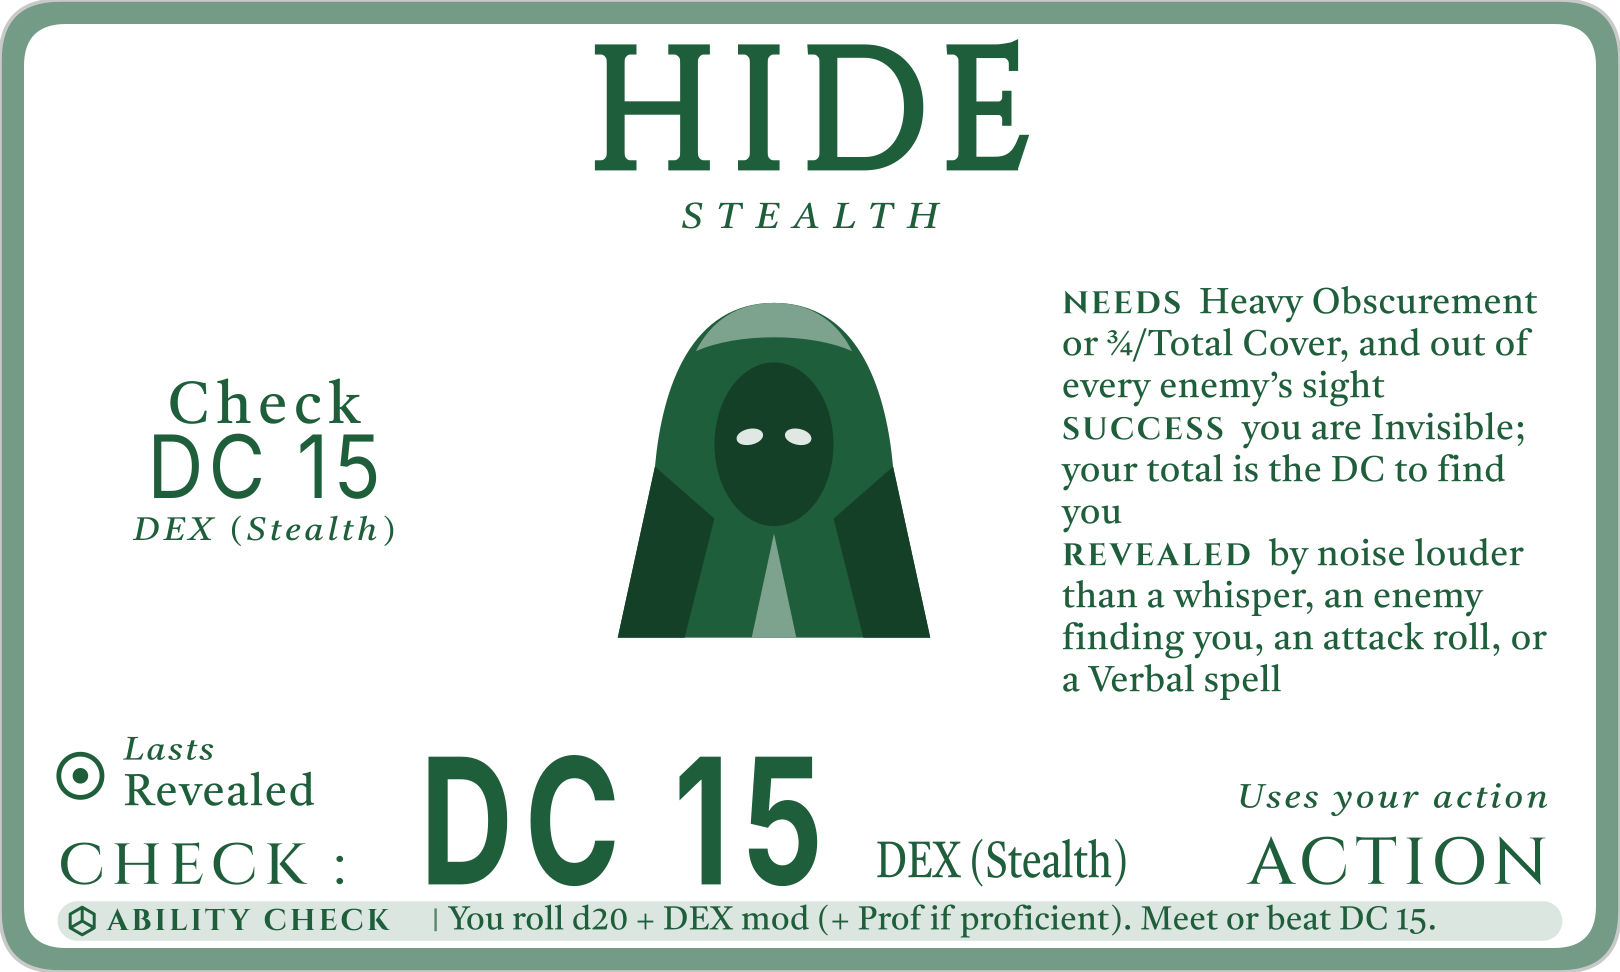 HIDE
STEALTH
Check
DC 15
DEX (Stealth)
NEEDS Heavy Obscurement
or ¾/Total Cover, and out of
every enemy’s sight
SUCCESS you are Invisible;
your total is the DC to find
you
REVEALED by noise louder
than a whisper, an enemy
finding you, an attack roll, or
a Verbal spell
Lasts
Revealed
CHECK :
DC 15
DEX (Stealth)
Uses your action
ACTION
ABILITY CHECK | You roll d20 + DEX mod (+ Prof if proficient). Meet or beat DC 15.